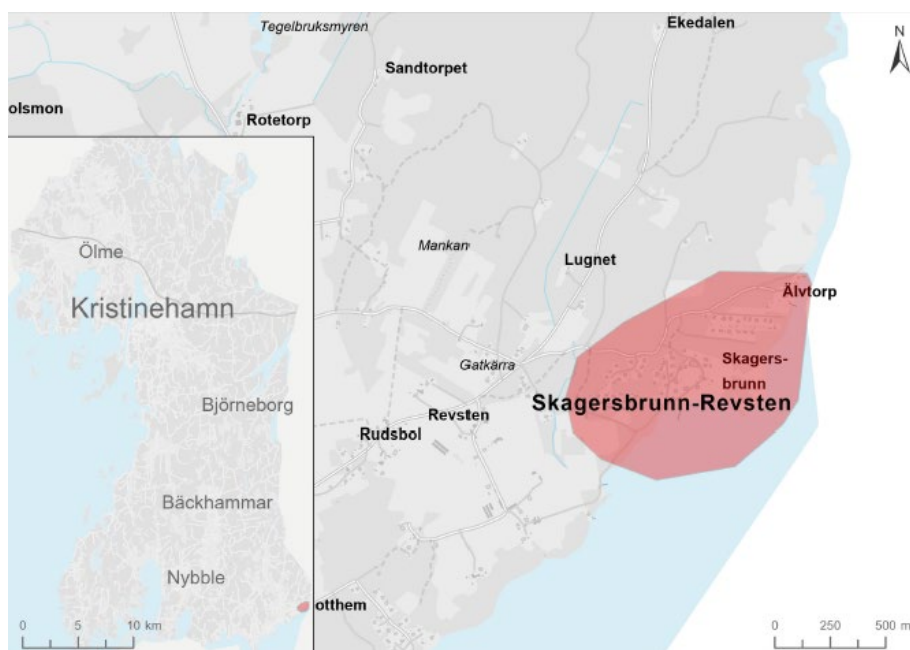 Tegelbruksmyren
Ekedalen
N
Sandtorpet
olsmon
Rotetorp
Mankan
Ölme
Lugnet
Kristinehamn
Älvtorp
Gatkärra
Skagers-
brunn
Skagersbrunn-Revsten
Björneborg
Revsten
Rudsbol
Bäckhammar
Nybble
otthem
0 5 10 km
0 250 500 m